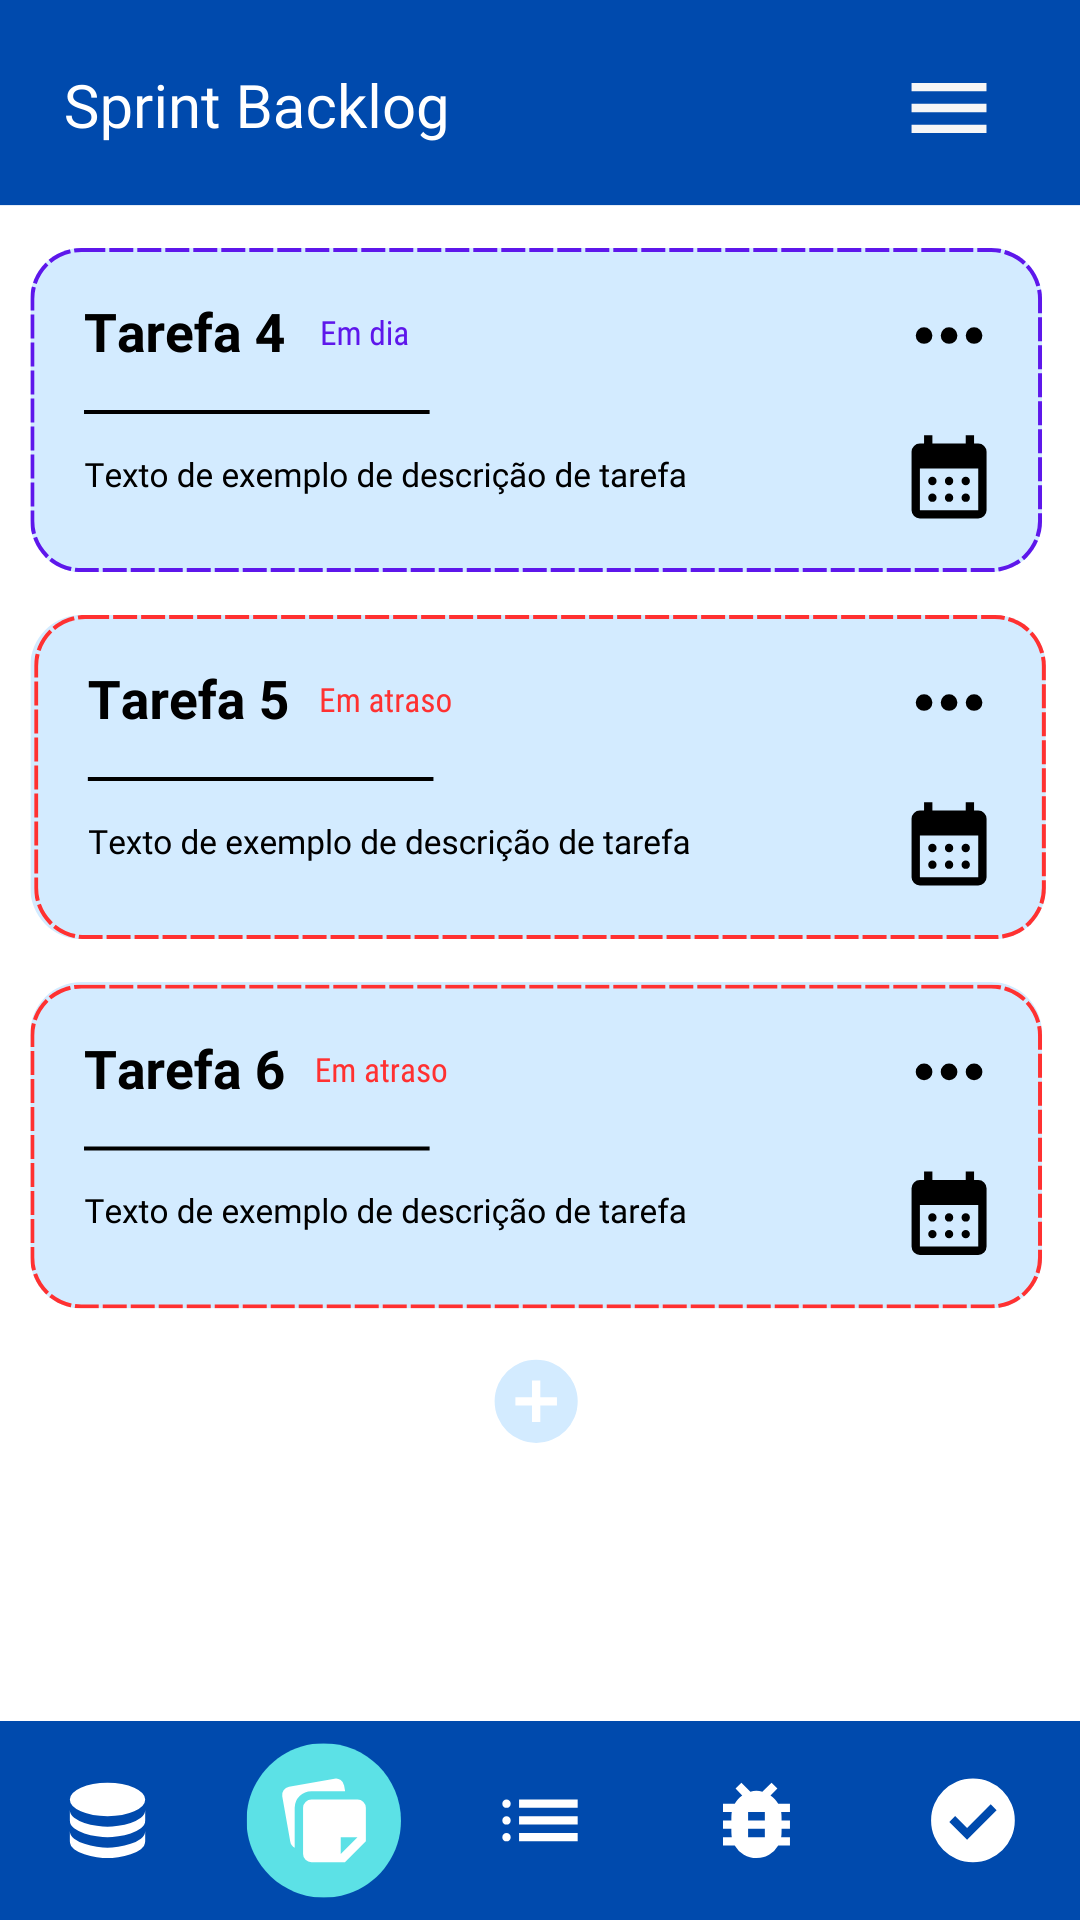 Sprint Backlog
Tarefa 4 Em dia
Texto de exemplo de descrição de tarefa
Tarefa 5 Em atraso
Texto de exemplo de descrição de tarefa
Tarefa 6 Em atraso
Texto de exemplo de descrição de tarefa